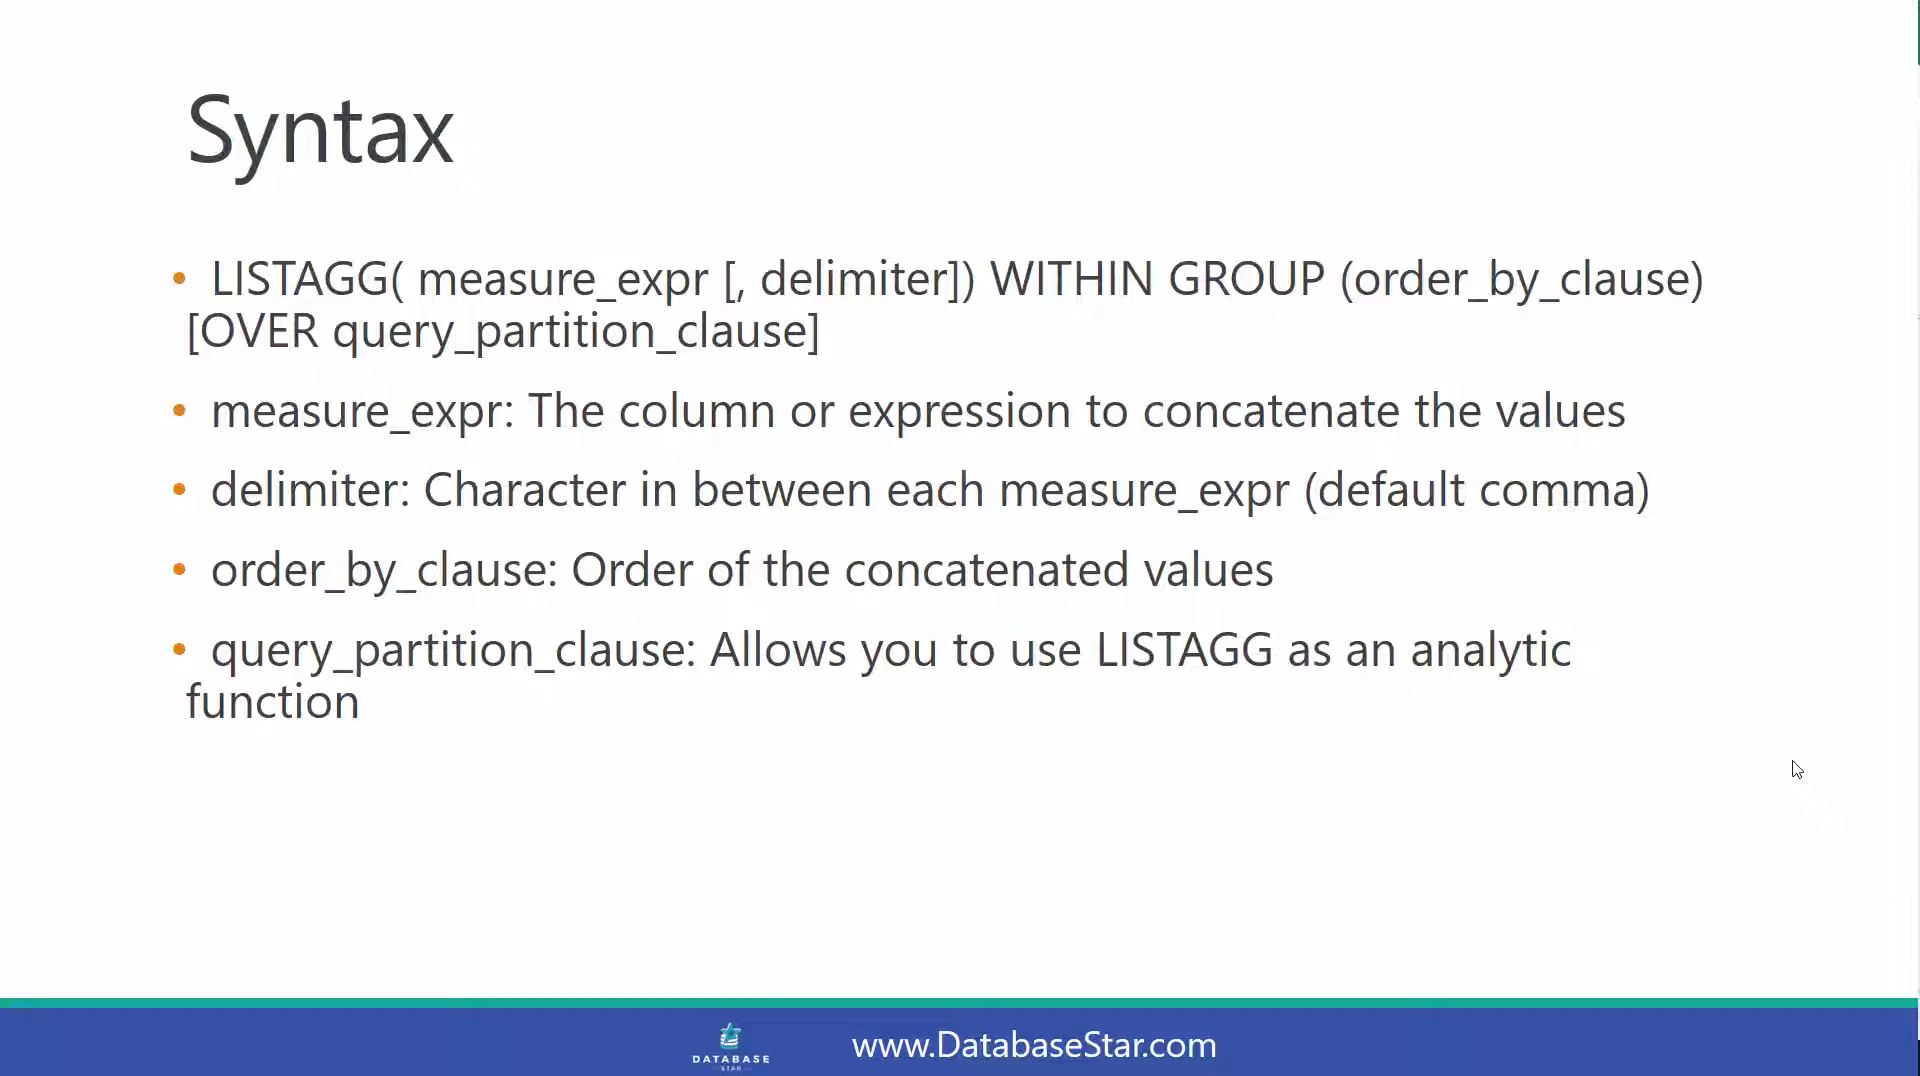 Syntax
• LISTAGG( measure_expr [, delimiter]) WITHIN GROUP (order_by_clause)
[OVER query_partition_clause]
• measure_expr: The column or expression to concatenate the values
• delimiter: Character in between each measure_expr (default comma)
• order_by_clause: Order of the concatenated values
• query_partition_clause: Allows you to use LISTAGG as an analytic
function
DATABASE
STAR
www.DatabaseStar.com